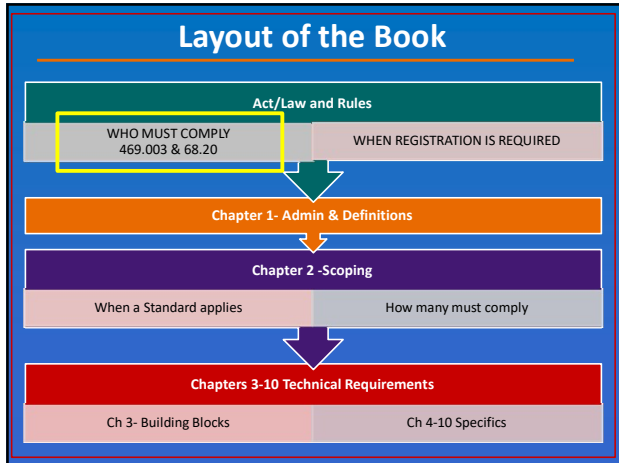 Layout of the Book
Act/Law and Rules
WHO MUST COMPLY
469.003 & 68.20
WHEN REGISTRATION IS REQUIRED
Chapter 1- Admin & Definitions
Chapter 2 -Scoping
When a Standard applies
How many must comply
Chapters 3-10 Technical Requirements
Ch 3- Building Blocks
Ch 4-10 Specifics